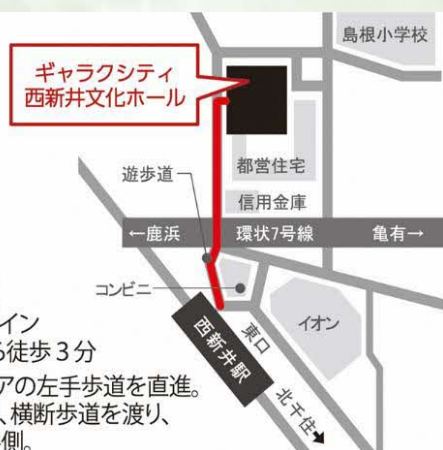 島根小学校
ギャラクシティ
西新井文化ホール
都営住宅
遊歩道
信用金庫
←鹿浜 環状7号線 亀有→
コンビニ
西新井駅
東口
イオン
北千住
イン
徒歩3分
アの左手歩道を直進。
、横断歩道を渡り、
側。